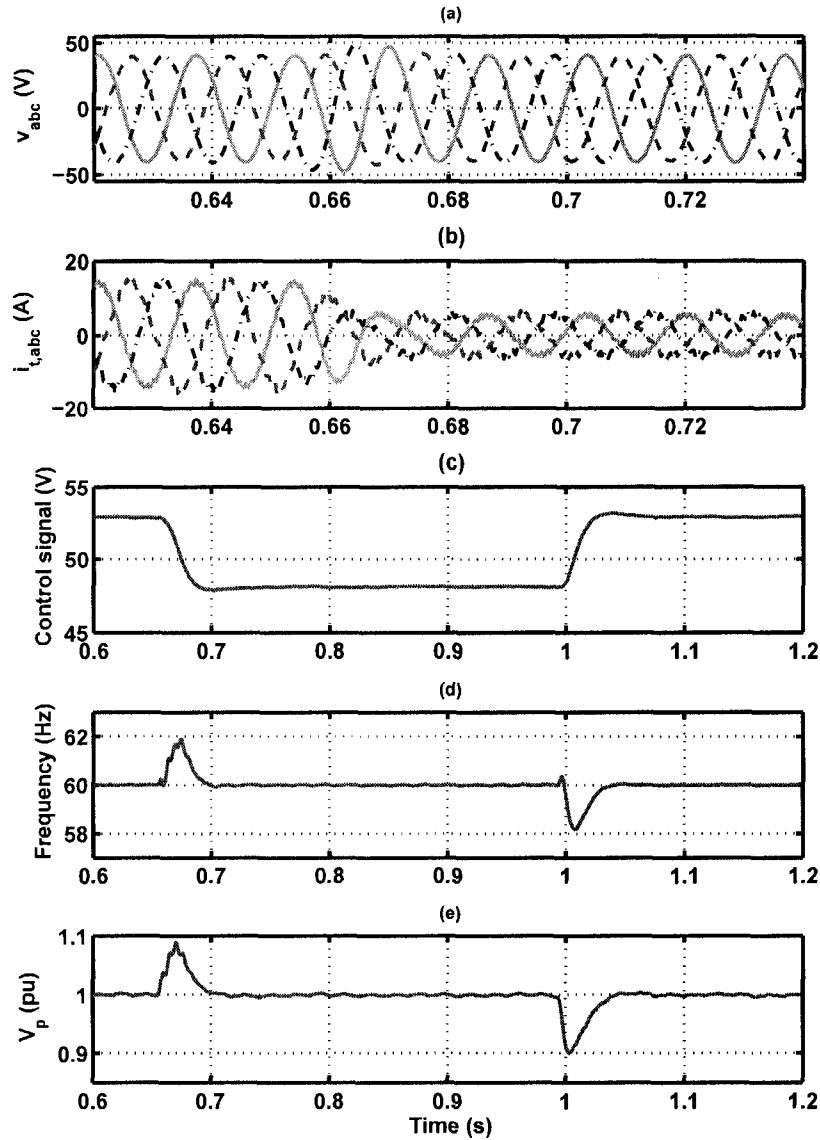 (a)
v_abc (V)
50
0
−50
0.64 0.66 0.68 0.7 0.72
(b)
i_t,abc (A)
20
0
−20
0.64 0.66 0.68 0.7 0.72
(c)
Control signal (V)
55
50
45
0.6 0.7 0.8 0.9 1 1.1 1.2
(d)
Frequency (Hz)
62
60
58
0.6 0.7 0.8 0.9 1 1.1 1.2
(e)
V_p (pu)
1.1
1
0.9
0.6 0.7 0.8 0.9 1 1.1 1.2
Time (s)